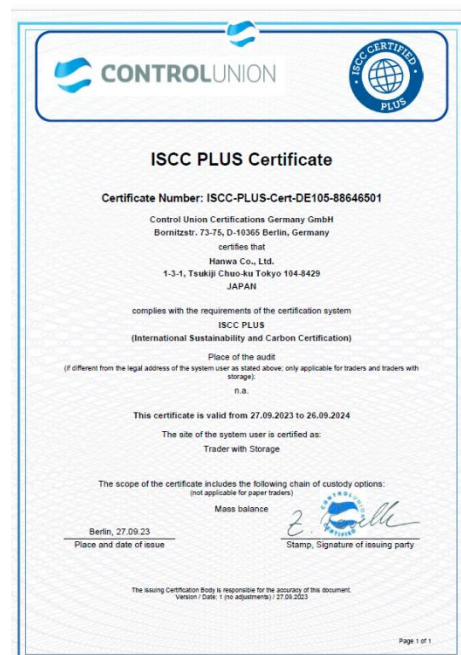 CONTROLUNION
ISCC CERTIFIED
PLUS
ISCC PLUS Certificate
Certificate Number: ISCC-PLUS-Cert-DE105-88646501
Control Union Certifications Germany GmbH
Bornitzstr. 73-75, D-10365 Berlin, Germany
certifies that
Hanwa Co., Ltd.
1-3-1, Tsukiji Chuo-ku Tokyo 104-8429
JAPAN
complies with the requirements of the certification system
ISCC PLUS
(International Sustainability and Carbon Certification)
Place of the audit
(if different from the legal address of the system user as stated above; only applicable for traders and traders with
storage):
n.a.
This certificate is valid from 27.09.2023 to 26.09.2024
The site of the system user is certified as:
Trader with Storage
The scope of the certificate includes the following chain of custody options:
(not applicable for paper traders)
Mass balance
Berlin, 27.09.23
Place and date of issue
Stamp, Signature of issuing party
The issuing Certification Body is responsible for the accuracy of this document.
Version / Date: 1 (no adjustments) / 27.09.2023
Page 1 of 1